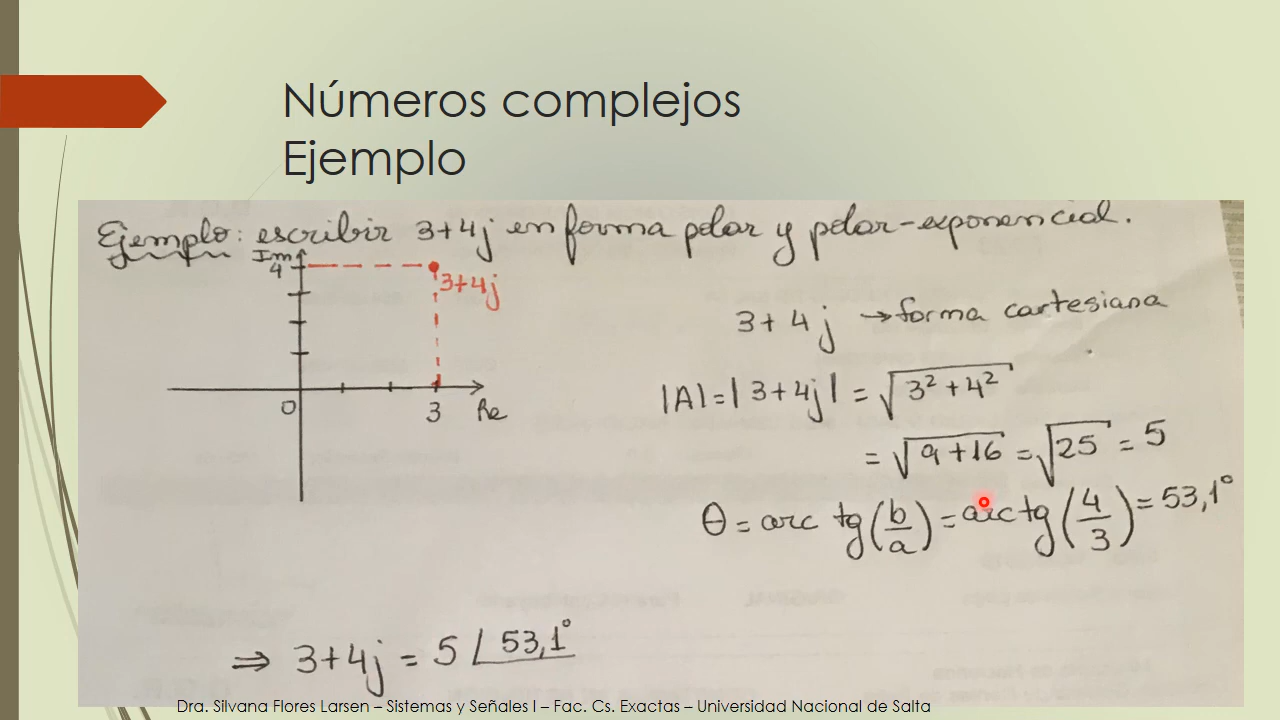 Números complejos
Ejemplo
Ejemplo: escribir 3+4j en forma polar y polar-exponencial.
Im
4
3+4j
3+4j → forma cartesiana
|A|=|3+4j| = √(3²+4²)
= √(9+16) = √25 = 5
0
3
Re
θ = arc tg(b/a) = arc tg(4/3) = 53,1°
⇒ 3+4j = 5∠53,1°
Dra. Silvana Flores Larsen – Sistemas y Señales I – Fac. Cs. Exactas – Universidad Nacional de Salta